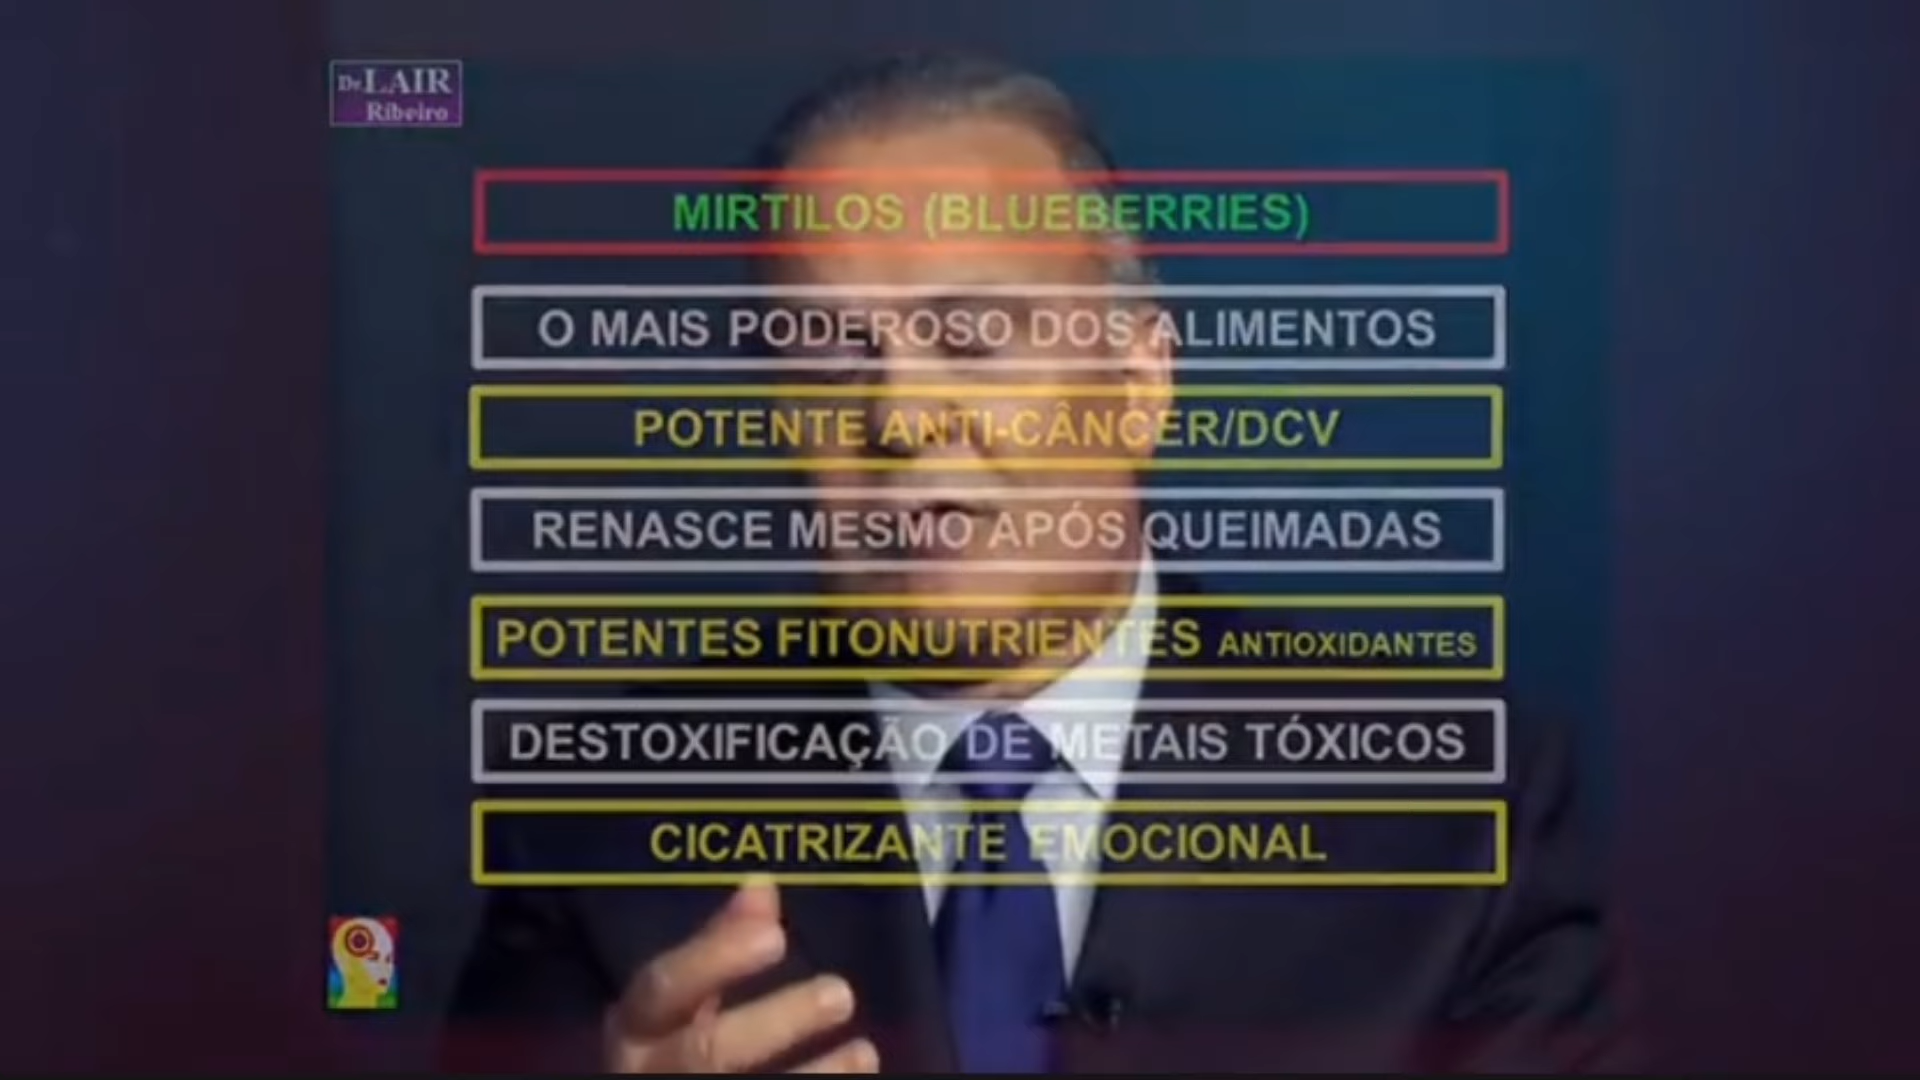 Dr. LAIR
Ribeiro
MIRTILOS (BLUEBERRIES)
O MAIS PODEROSO DOS ALIMENTOS
POTENTE ANTI-CÂNCER/DCV
RENASCE MESMO APÓS QUEIMADAS
POTENTES FITONUTRIENTES ANTIOXIDANTES
DESTOXIFICAÇÃO DE METAIS TÓXICOS
CICATRIZANTE EMOCIONAL